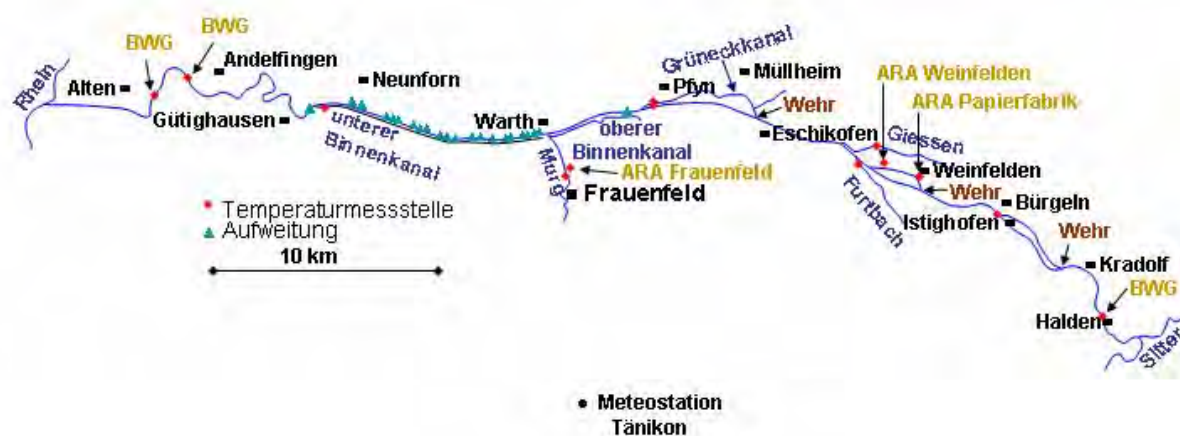 BWG
BWG
Andelfingen
Rhein
Alten
Neunforn
Gütighausen
unterer
Binnenkanal
Warth
Grüneckkanal
Pfyn
Müllheim
ARA Weinfelden
ARA Papierfabrik
Wehr
oberer
Binnenkanal
Eschikofen
Giessen
Murg
ARA Frauenfeld
Frauenfeld
Weinfelden
Wehr
Furtbach
Bürgeln
Istighofen
Wehr
Kradolf
BWG
Halden
Sitter
Temperaturmessstelle
Aufweitung
10 km
Meteostation
Tänikon